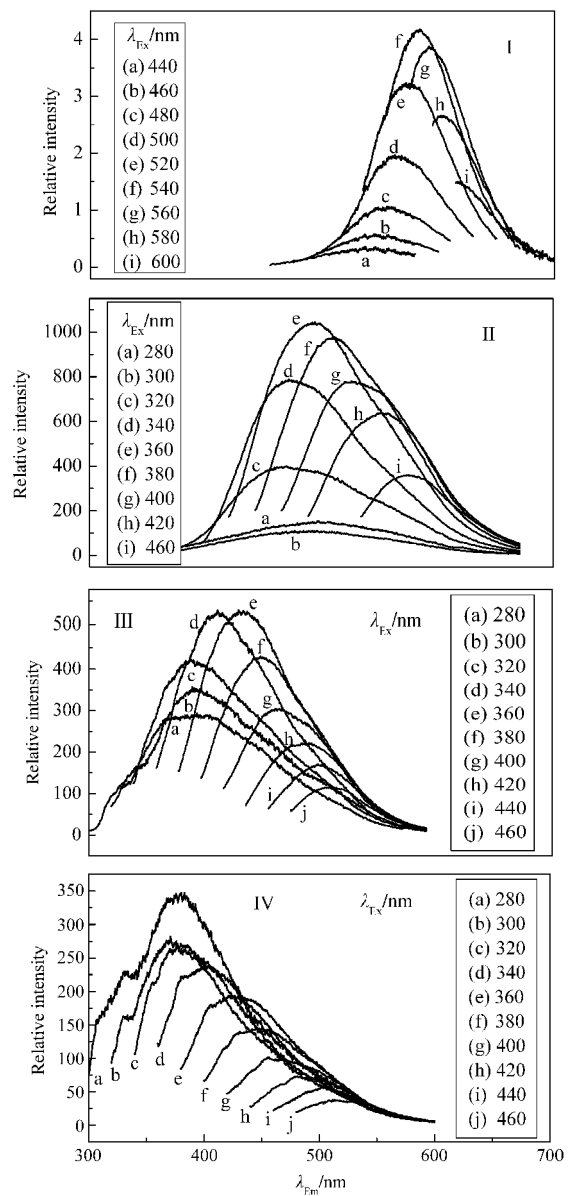 I
λEx/nm
(a) 440
(b) 460
(c) 480
(d) 500
(e) 520
(f) 540
(g) 560
(h) 580
(i) 600
f
g
e
h
d
i
c
b
a
4
3
2
1
0
Relative intensity
II
λEx/nm
(a) 280
(b) 300
(c) 320
(d) 340
(e) 360
(f) 380
(g) 400
(h) 420
(i) 460
e
f
d
g
h
c
i
a
b
1000
800
600
400
200
0
Relative intensity
III
λEx/nm
(a) 280
(b) 300
(c) 320
(d) 340
(e) 360
(f) 380
(g) 400
(h) 420
(i) 440
(j) 460
d
e
f
c
b
g
a
h
i
j
500
400
300
200
100
0
Relative intensity
IV
λEx/nm
(a) 280
(b) 300
(c) 320
(d) 340
(e) 360
(f) 380
(g) 400
(h) 420
(i) 440
(j) 460
a
b
c
d
e
f
g
h
i
j
350
300
250
200
150
100
50
0
Relative intensity
300 400 500 600 700
λEm/nm